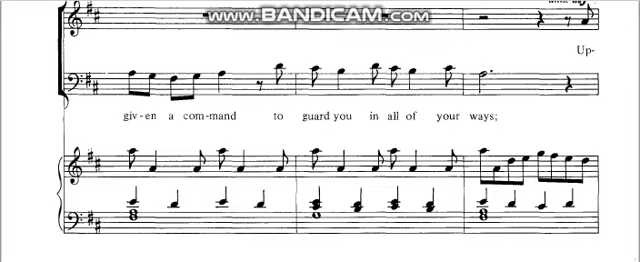 www.BANDICAM.com
Up-
giv-en a com-mand to guard you in all of your ways;